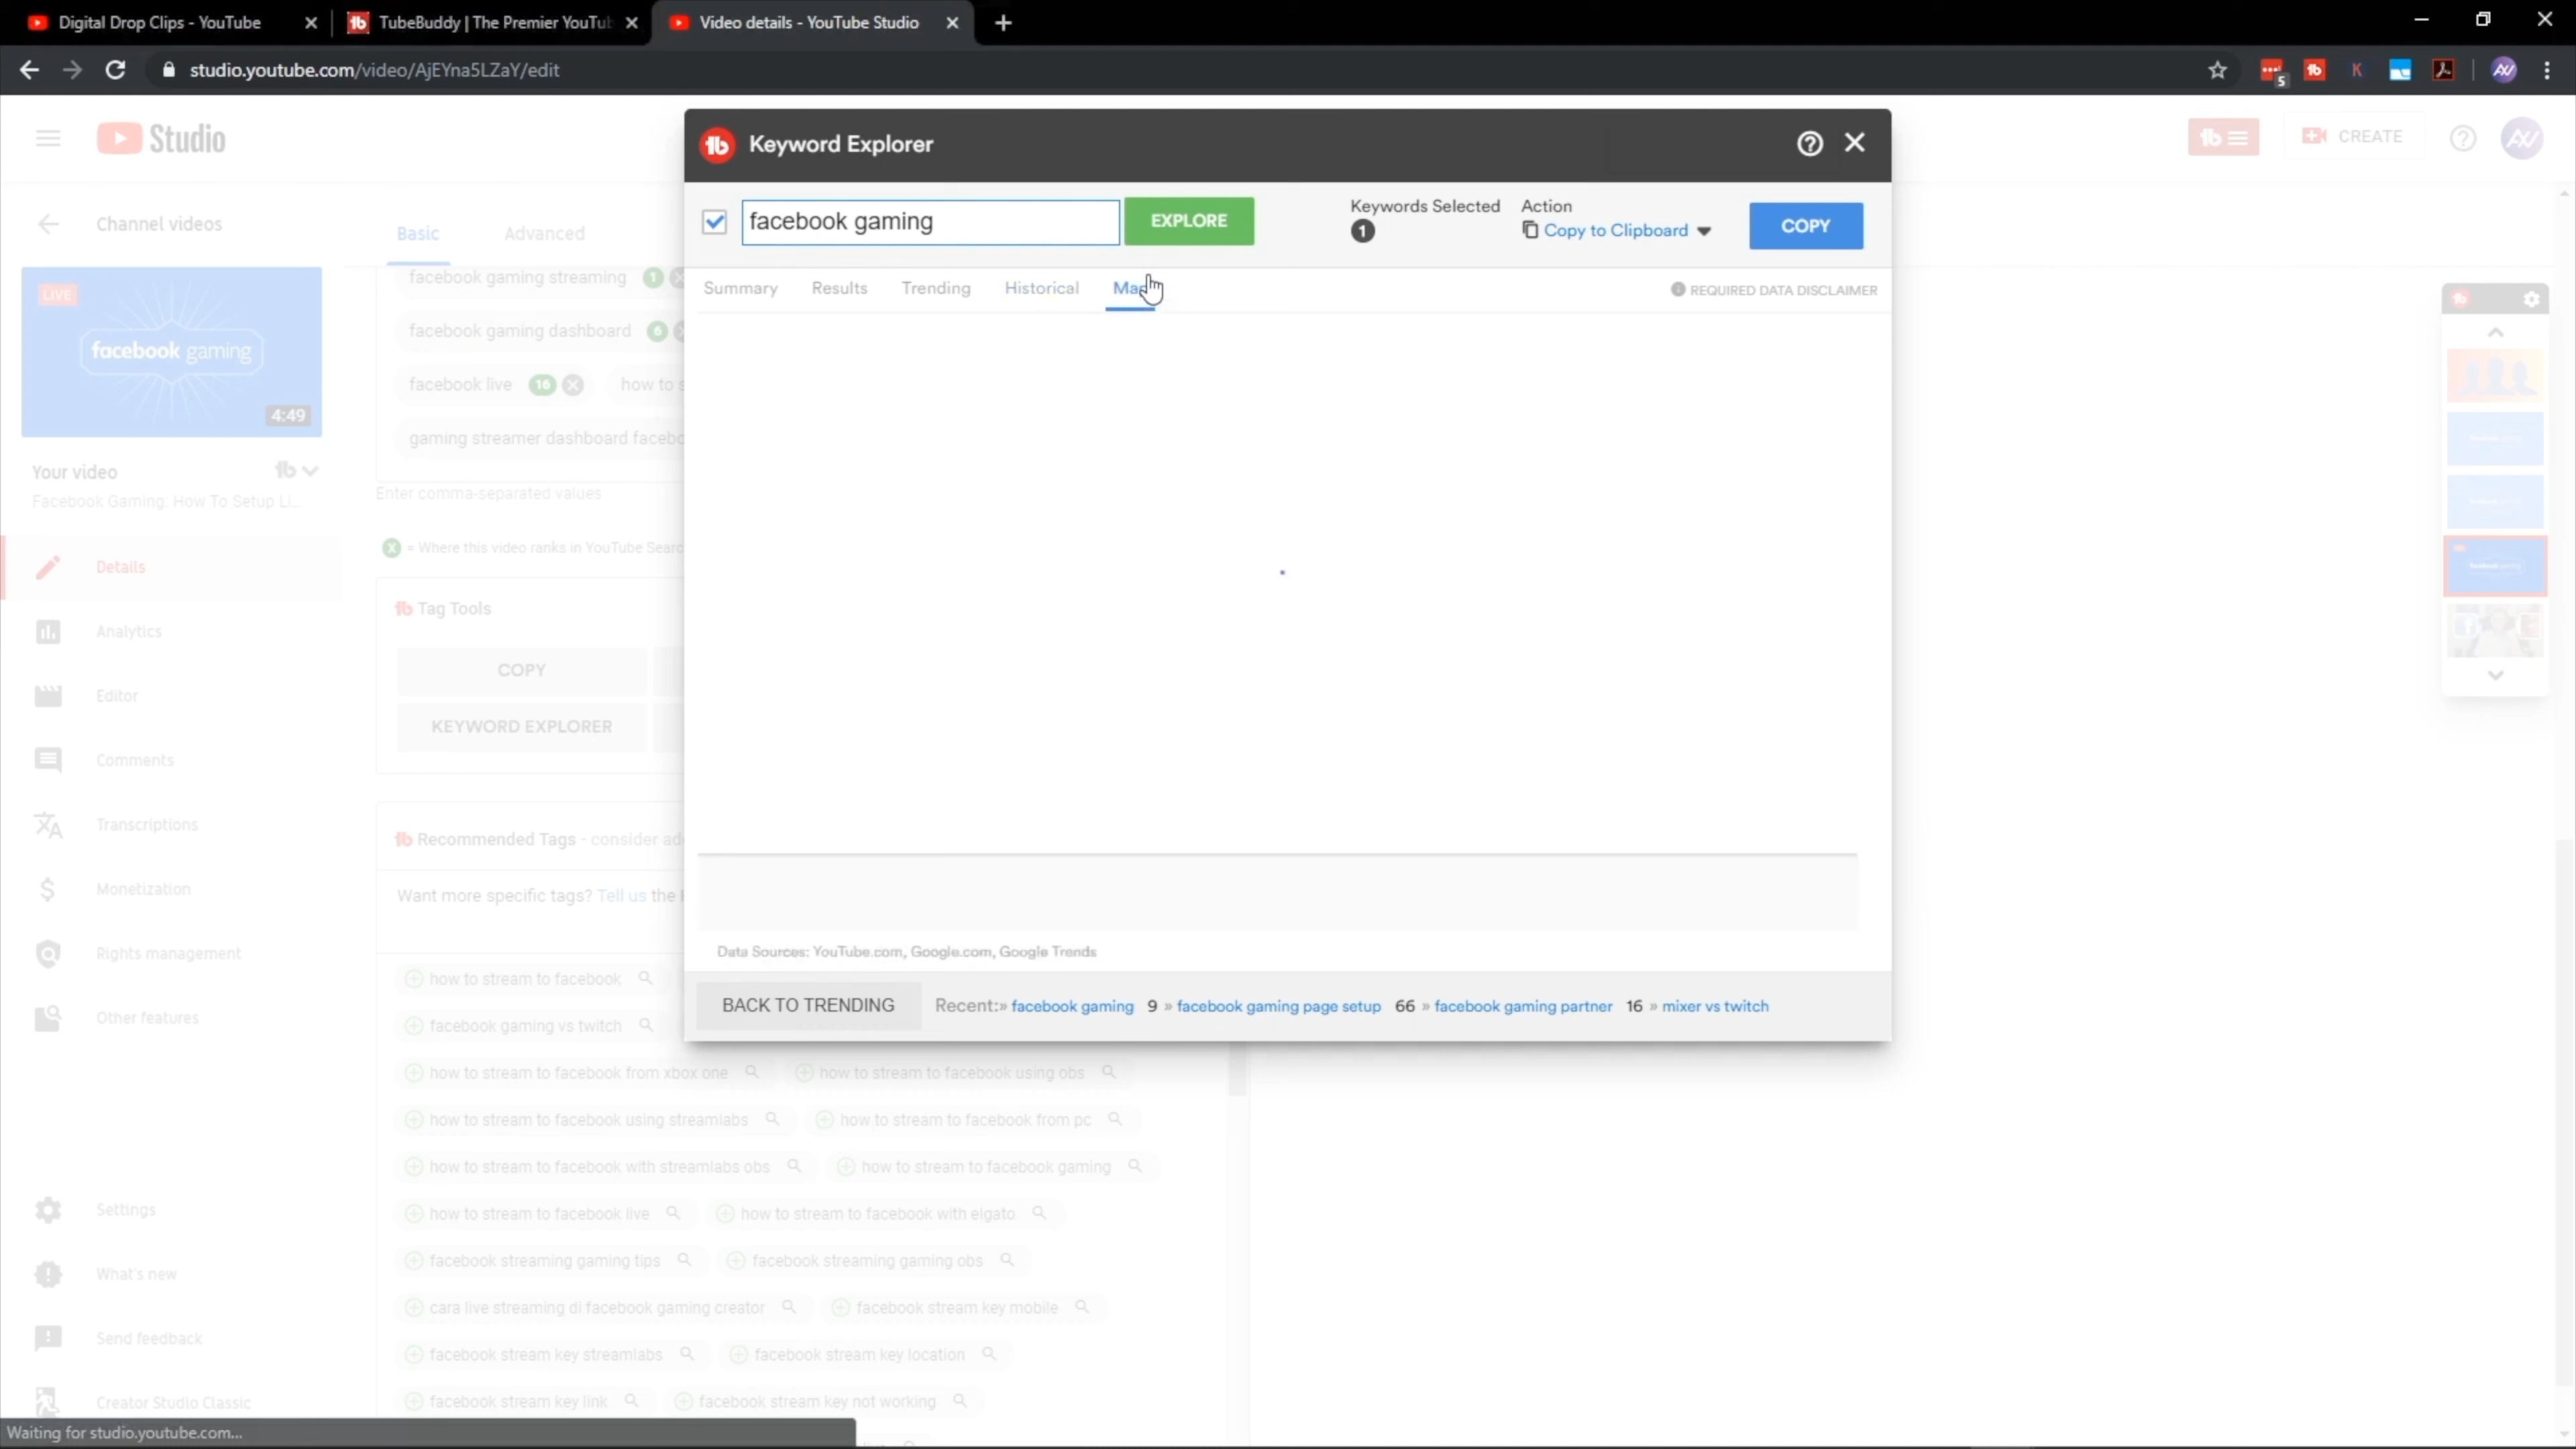 Digital Drop Clips - YouTube
TubeBuddy | The Premier YouTub
Video details - YouTube Studio
studio.youtube.com/video/AjEYna5LZaY/edit
5
Studio
CREATE
Keyword Explorer
facebook gaming
EXPLORE
Keywords Selected
1
Action
Copy to Clipboard
COPY
Summary
Results
Trending
Historical
REQUIRED DATA DISCLAIMER
Channel videos
Basic
Advanced
LIVE
facebook gaming
4:49
Your video
Facebook Gaming: How To Setup Li...
Details
Analytics
Editor
Comments
Transcriptions
Monetization
Rights management
Other features
Settings
What's new
Send feedback
Creator Studio Classic
facebook gaming streaming 1
facebook gaming dashboard 6
facebook live 16 how to
gaming streamer dashboard
Enter comma-separated values
= Where this video ranks in YouTube
Tag Tools
COPY
KEYWORD EXPLORER
Recommended Tags - consider
Want more specific tags? Tell us the
how to stream to facebook
facebook gaming vs twitch
how to stream to facebook from xbox one how to stream to facebook using obs
how to stream to facebook using streamlabs how to stream to facebook from pc
how to stream to facebook with streamlabs obs how to stream to facebook gaming
how to stream to facebook live how to stream to facebook with elgato
facebook streaming gaming tips facebook streaming gaming obs
cara live streaming di facebook gaming creator facebook stream key mobile
facebook stream key streamlabs facebook stream key location
facebook stream key link facebook stream key not working
Data Sources: YouTube.com, Google.com, Google Trends
BACK TO TRENDING
Recent:» facebook gaming 9 » facebook gaming page setup 66 » facebook gaming partner 16 » mixer vs twitch
Waiting for studio.youtube.com...